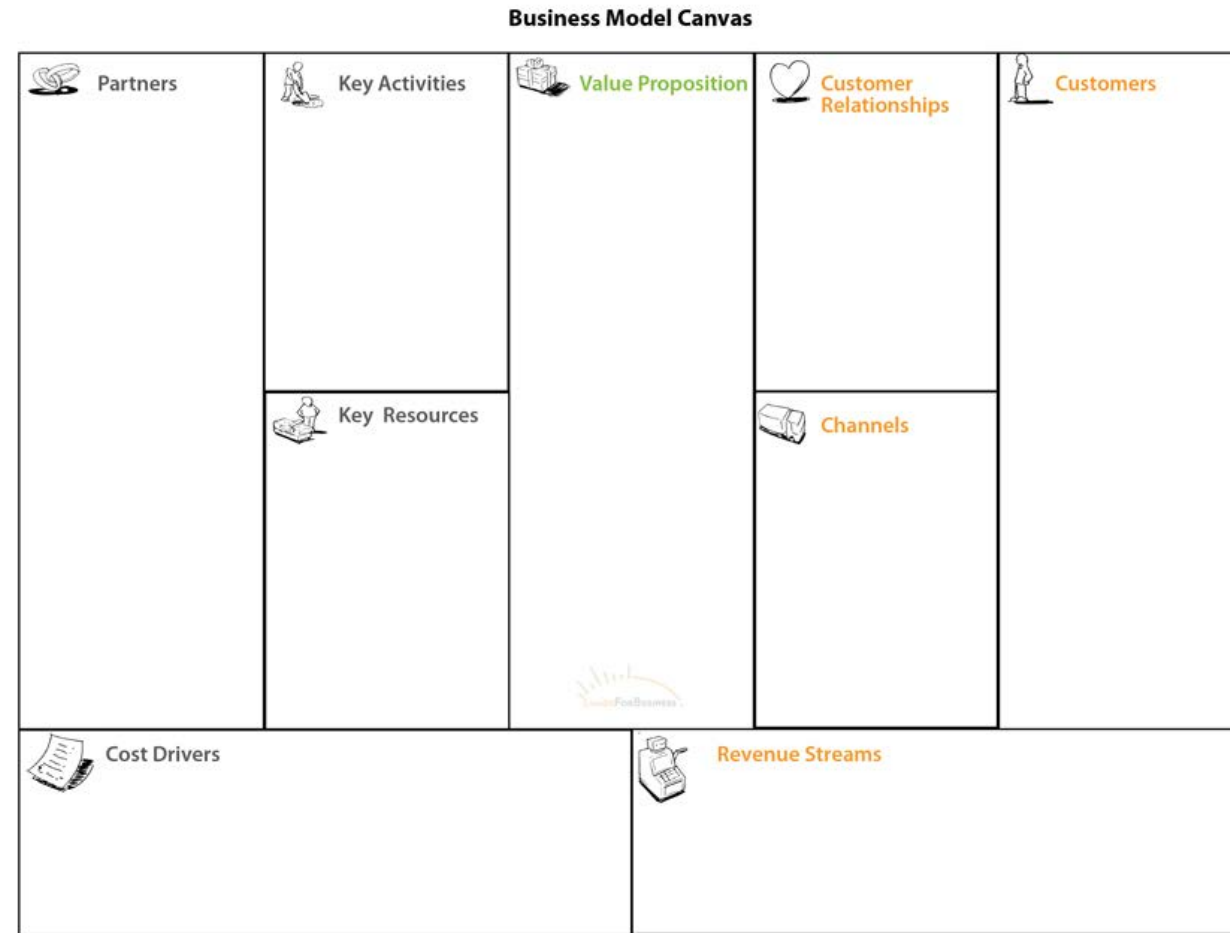 Business Model Canvas
Partners
Key Activities
Value Proposition
Customer
Relationships
Customers
Key Resources
Channels
Cost Drivers
Revenue Streams